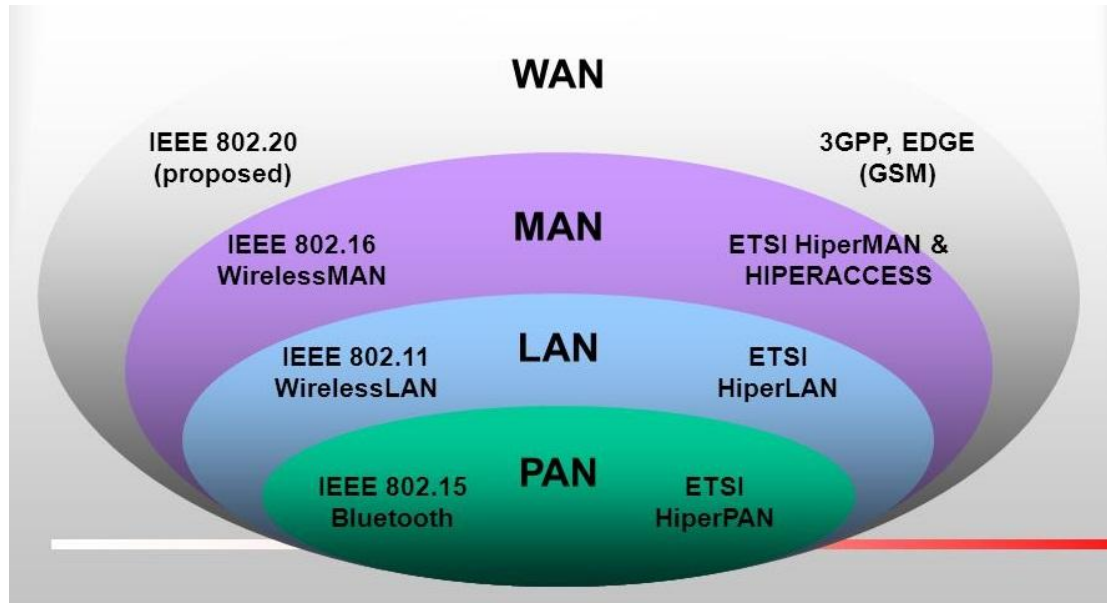 WAN
IEEE 802.20
(proposed)
3GPP, EDGE
(GSM)
MAN
IEEE 802.16
WirelessMAN
ETSI HiperMAN &
HIPERACCESS
LAN
IEEE 802.11
WirelessLAN
ETSI
HiperLAN
PAN
IEEE 802.15
Bluetooth
ETSI
HiperPAN